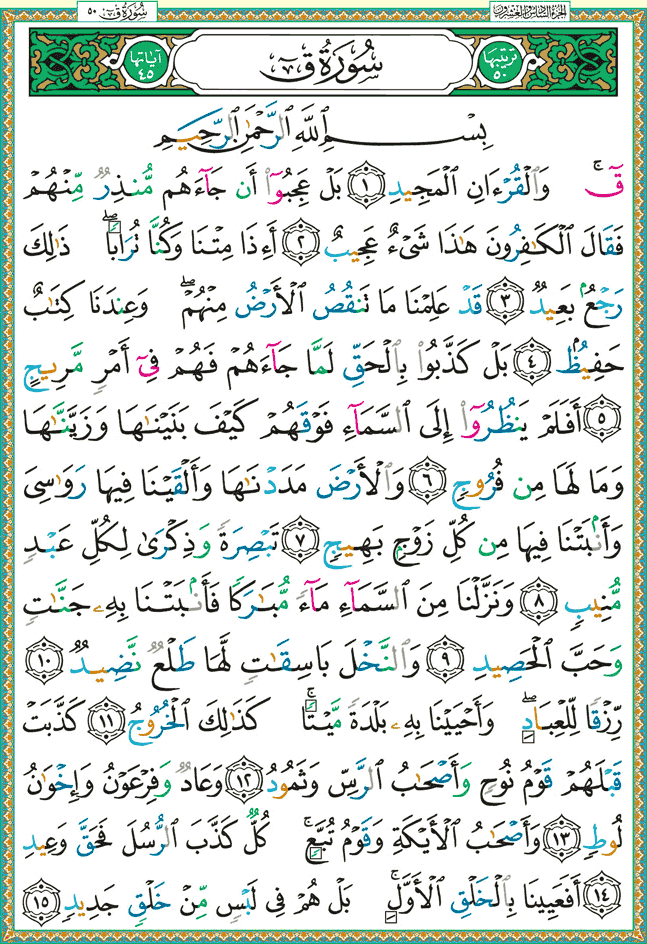 الجزء السادس والعشرون
سُورَةُ قٓ ٥٠
ترتيبها ٥٠
سُورَةُ قٓ
آياتها ٤٥
بِسْمِ ٱللَّهِ ٱلرَّحْمَٰنِ ٱلرَّحِيمِ
قٓۚ وَٱلْقُرْءَانِ ٱلْمَجِيدِ ١ بَلْ عَجِبُوٓا۟ أَن جَآءَهُم مُّنذِرٌ مِّنْهُمْ
فَقَالَ ٱلْكَٰفِرُونَ هَٰذَا شَىْءٌ عَجِيبٌ ٢ أَءِذَا مِتْنَا وَكُنَّا تُرَابًاۖ ذَٰلِكَ
رَجْعٌۢ بَعِيدٌ ٣ قَدْ عَلِمْنَا مَا تَنقُصُ ٱلْأَرْضُ مِنْهُمْۖ وَعِندَنَا كِتَٰبٌ
حَفِيظٌۢ ٤ بَلْ كَذَّبُوا۟ بِٱلْحَقِّ لَمَّا جَآءَهُمْ فَهُمْ فِىٓ أَمْرٍ مَّرِيجٍ
٥ أَفَلَمْ يَنظُرُوٓا۟ إِلَى ٱلسَّمَآءِ فَوْقَهُمْ كَيْفَ بَنَيْنَٰهَا وَزَيَّنَّٰهَا
وَمَا لَهَا مِن فُرُوجٍ ٦ وَٱلْأَرْضَ مَدَدْنَٰهَا وَأَلْقَيْنَا فِيهَا رَوَٰسِىَ
وَأَنۢبَتْنَا فِيهَا مِن كُلِّ زَوْجٍۭ بَهِيجٍ ٧ تَبْصِرَةً وَذِكْرَىٰ لِكُلِّ عَبْدٍ
مُّنِيبٍ ٨ وَنَزَّلْنَا مِنَ ٱلسَّمَآءِ مَآءً مُّبَٰرَكًا فَأَنۢبَتْنَا بِهِۦ جَنَّٰتٍ
وَحَبَّ ٱلْحَصِيدِ ٩ وَٱلنَّخْلَ بَاسِقَٰتٍ لَّهَا طَلْعٌ نَّضِيدٌ ١٠
رِّزْقًا لِّلْعِبَادِۖ وَأَحْيَيْنَا بِهِۦ بَلْدَةً مَّيْتًاۚ كَذَٰلِكَ ٱلْخُرُوجُ ١١ كَذَّبَتْ
قَبْلَهُمْ قَوْمُ نُوحٍ وَأَصْحَٰبُ ٱلرَّسِّ وَثَمُودُ ١٢ وَعَادٌ وَفِرْعَوْنُ وَإِخْوَٰنُ
لُوطٍ ١٣ وَأَصْحَٰبُ ٱلْأَيْكَةِ وَقَوْمُ تُبَّعٍۚ كُلٌّ كَذَّبَ ٱلرُّسُلَ فَحَقَّ وَعِيدِ
١٤ أَفَعَيِينَا بِٱلْخَلْقِ ٱلْأَوَّلِۚ بَلْ هُمْ فِى لَبْسٍ مِّنْ خَلْقٍ جَدِيدٍ ١٥